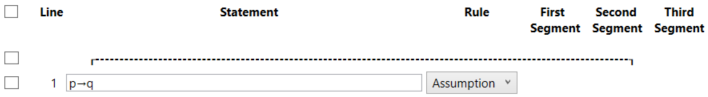 Line Statement Rule First Segment Second Segment Third Segment
1 p→q Assumption